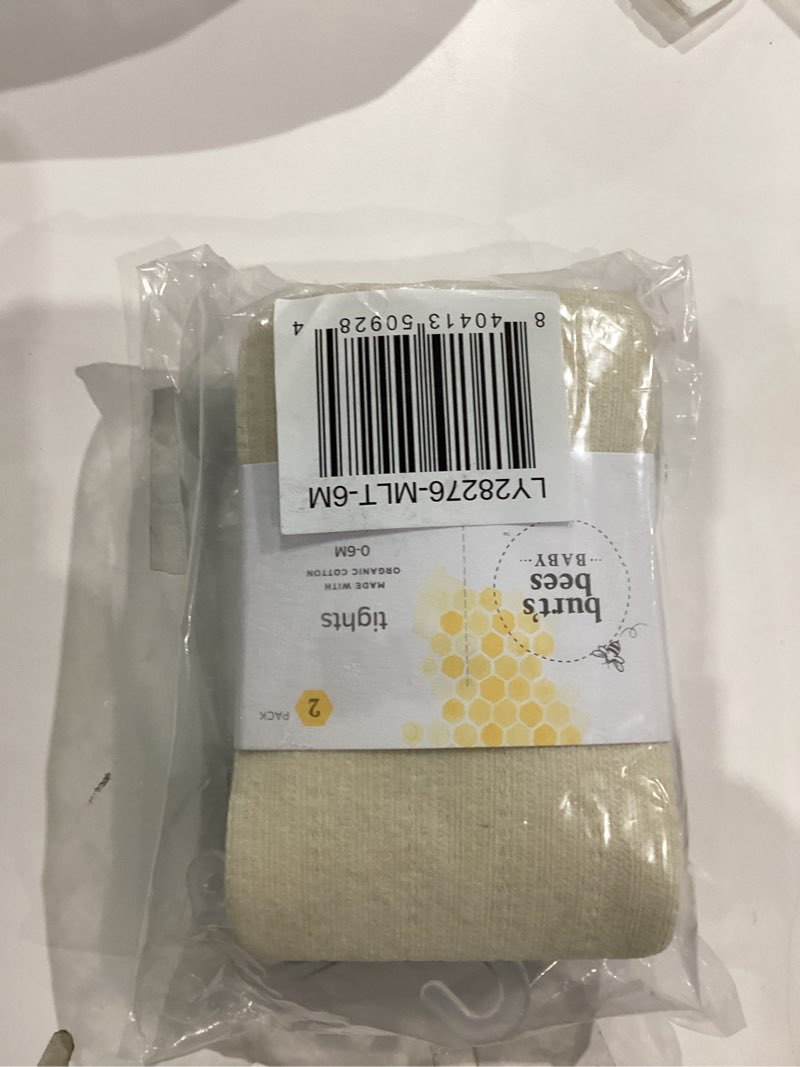 LY28276-MLT-6M
8 40413 50928 4
burt's
bees
BABY
2 PACK
tights
MADE WITH
ORGANIC COTTON
0-6M